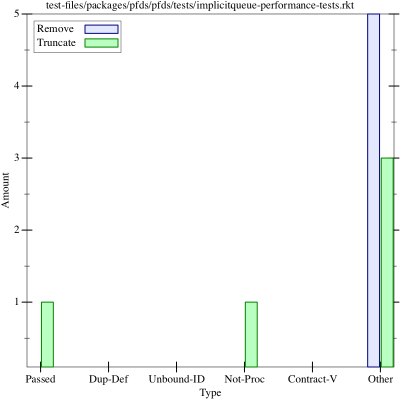 test-files/packages/pfds/pfds/tests/implicitqueue-performance-tests.rkt
Remove
Truncate
5
4
3
2
1
Amount
Passed Dup-Def Unbound-ID Not-Proc Contract-V Other
Type